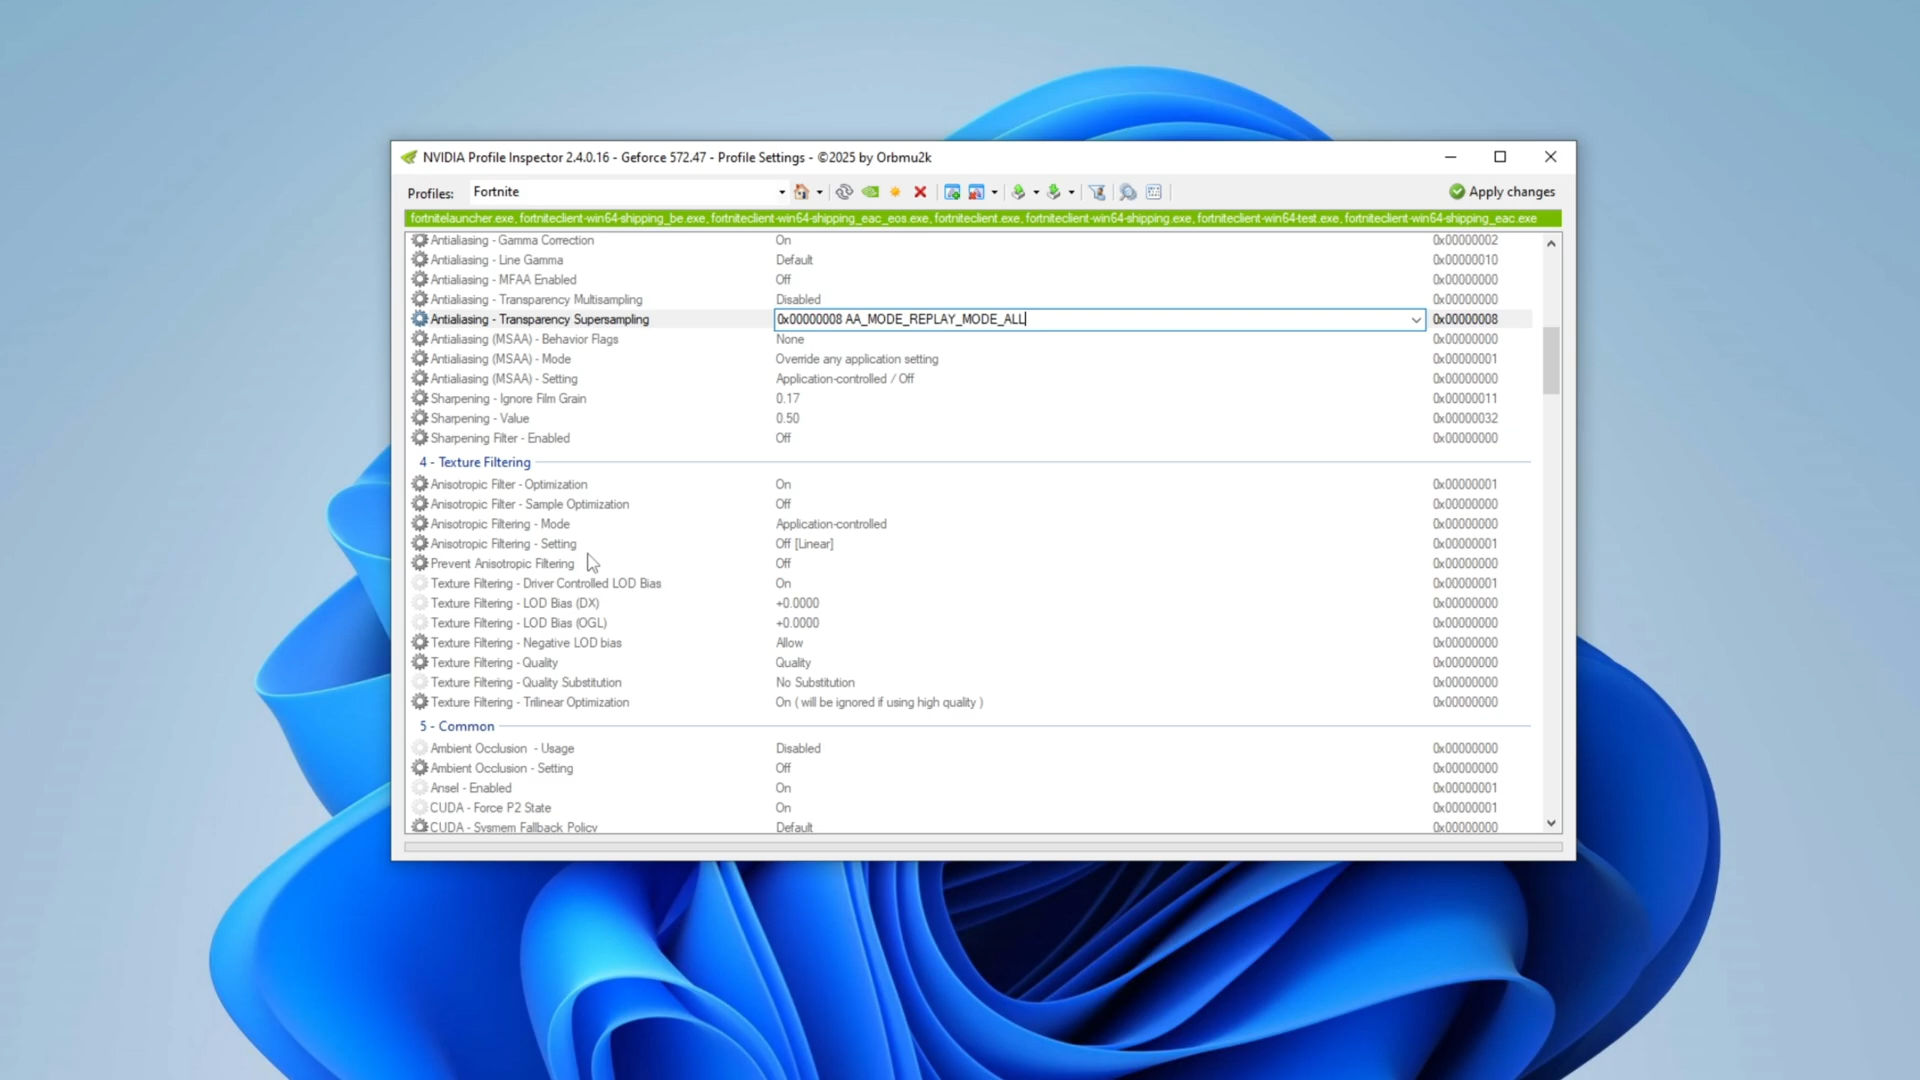 NVIDIA Profile Inspector 2.4.0.16 - Geforce 572.47 - Profile Settings - ©2025 by Orbmu2k
Profiles: Fortnite Apply changes
fortnitelauncher.exe, fortniteclient-win64-shipping_be.exe, fortniteclient-win64-shipping_eac_eos.exe, fortniteclient.exe, fortniteclient-win64-shipping.exe, fortniteclient-win64-test.exe, fortniteclient-win64-shipping_eac.exe
Antialiasing - Gamma Correction On 0x00000002
Antialiasing - Line Gamma Default 0x00000010
Antialiasing - MFAA Enabled Off 0x00000000
Antialiasing - Transparency Multisampling Disabled 0x00000000
Antialiasing - Transparency Supersampling 0x00000008 AA_MODE_REPLAY_MODE_ALL 0x00000008
Antialiasing (MSAA) - Behavior Flags None 0x00000000
Antialiasing (MSAA) - Mode Override any application setting 0x00000001
Antialiasing (MSAA) - Setting Application-controlled / Off 0x00000000
Sharpening - Ignore Film Grain 0.17 0x00000011
Sharpening - Value 0.50 0x00000032
Sharpening Filter - Enabled Off 0x00000000
4 - Texture Filtering
Anisotropic Filter - Optimization On 0x00000001
Anisotropic Filter - Sample Optimization Off 0x00000000
Anisotropic Filtering - Mode Application-controlled 0x00000000
Anisotropic Filtering - Setting Off [Linear] 0x00000001
Prevent Anisotropic Filtering Off 0x00000000
Texture Filtering - Driver Controlled LOD Bias On 0x00000001
Texture Filtering - LOD Bias (DX) +0.0000 0x00000000
Texture Filtering - LOD Bias (OGL) +0.0000 0x00000000
Texture Filtering - Negative LOD bias Allow 0x00000000
Texture Filtering - Quality Quality 0x00000000
Texture Filtering - Quality Substitution No Substitution 0x00000000
Texture Filtering - Trilinear Optimization On ( will be ignored if using high quality ) 0x00000000
5 - Common
Ambient Occlusion - Usage Disabled 0x00000000
Ambient Occlusion - Setting Off 0x00000000
Ansel - Enabled On 0x00000001
CUDA - Force P2 State On 0x00000001
CUDA - Sysmem Fallback Policy Default 0x00000000